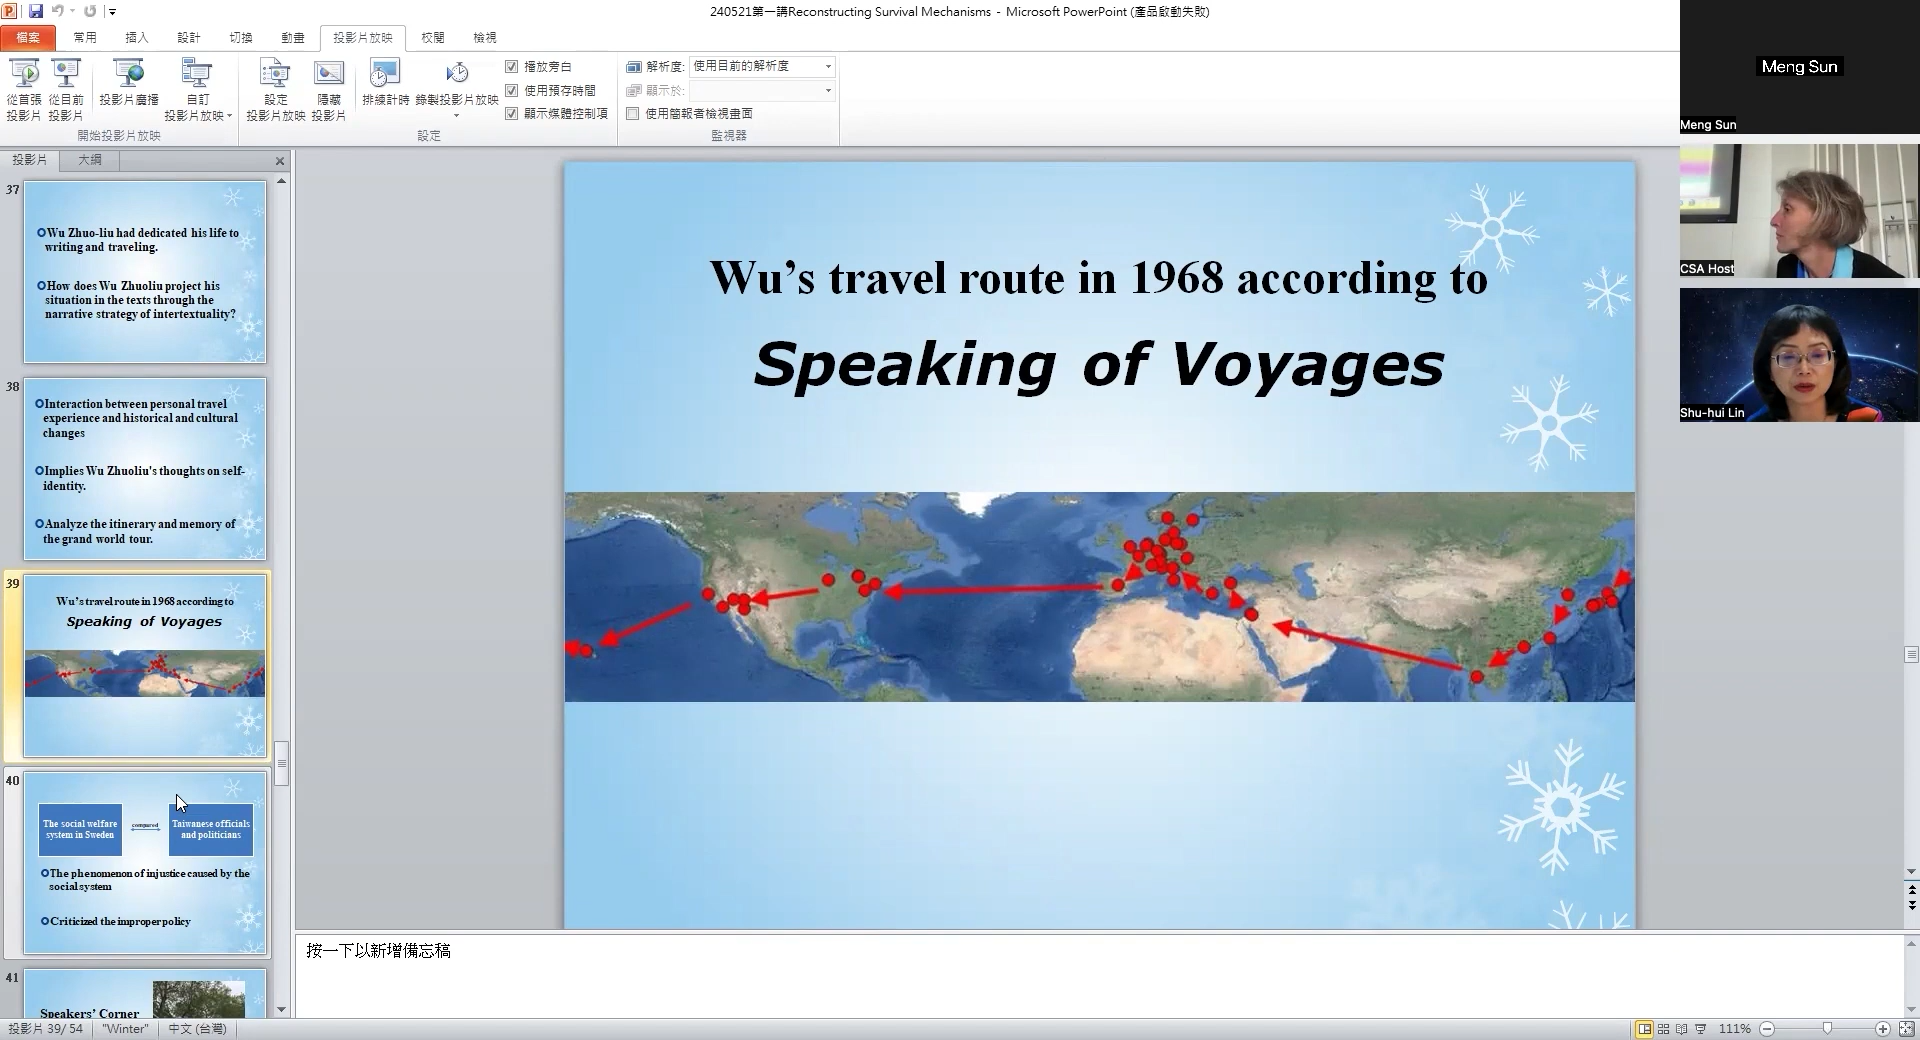 240521第一講Reconstructing Survival Mechanisms - Microsoft PowerPoint (產品啟動失敗)
檔案 常用 插入 設計 切換 動畫 投影片放映 校閱 檢視
從首張投影片
從目前投影片
投影片廣播
自訂投影片放映
開始投影片放映
設定投影片放映
隱藏投影片
排練計時
錄製投影片放映
播放旁白
使用預存時間
顯示媒體控制項
設定
解析度: 使用目前的解析度
顯示於:
使用簡報者檢視畫面
監視器
投影片 大綱
37
Wu Zhuo-liu had dedicated his life to
writing and traveling.
How does Wu Zhuoliu project his
situation in the texts through the
narrative strategy of intertextuality?
38
Interaction between personal travel
experience and historical and cultural
changes
Implies Wu Zhuoliu's thoughts on self-
identity.
Analyze the itinerary and memory of
the grand world tour.
39
Wu's travel route in 1968 according to
Speaking of Voyages
40
The social welfare
system in Sweden
compared
Taiwanese officials
and politicians
The phenomenon of injustice caused by the
social system
Criticized the improper policy
41
Speakers' Corner
Wu’s travel route in 1968 according to
Speaking of Voyages
按一下以新增備忘稿
投影片 39/ 54 "Winter" 中文 (台灣)
111%
Meng Sun
Meng Sun
CSA Host
Shu-hui Lin